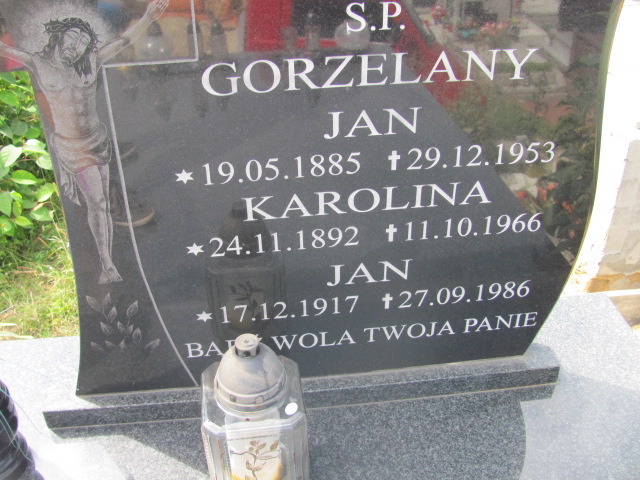 S.P.
GORZELANY
JAN
* 19.05.1885 † 29.12.1953
KAROLINA
* 24.11.1892 † 11.10.1966
JAN
* 17.12.1917 † 27.09.1986
WOLA TWOJA PANIE